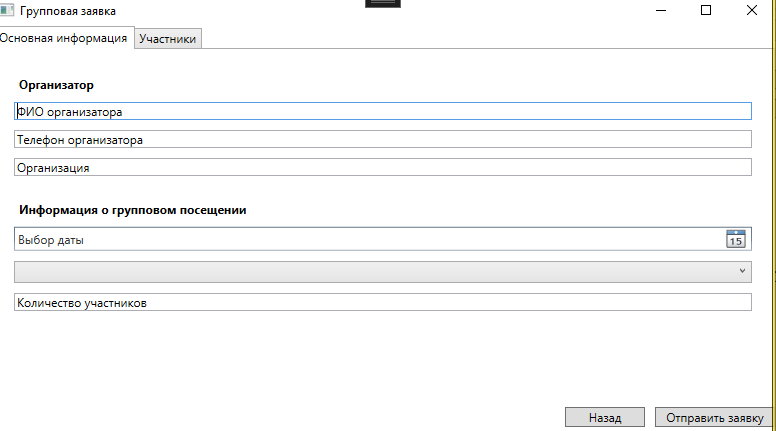 Групповая заявка
Основная информация Участники
Организатор
ФИО организатора
Телефон организатора
Организация
Информация о групповом посещении
Выбор даты 15
Количество участников
Назад Отправить заявку